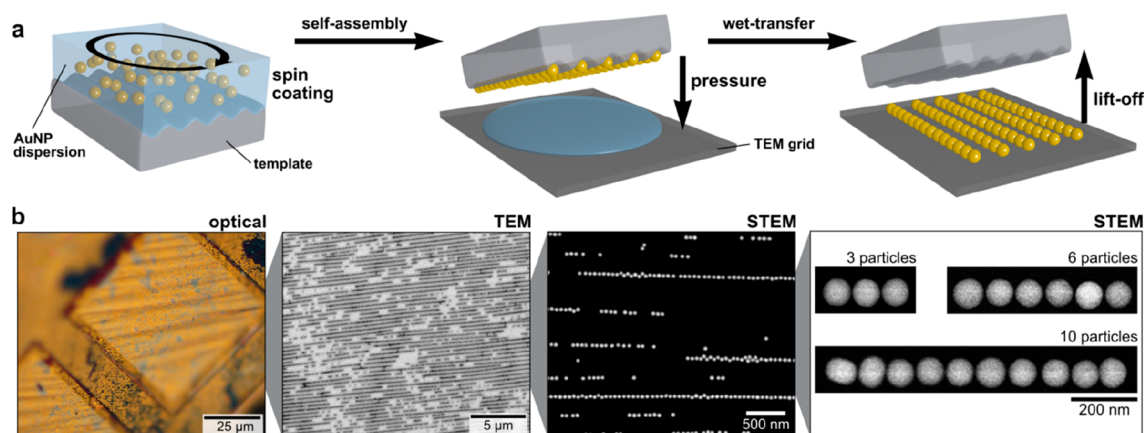 a
self-assembly
wet-transfer
spin
coating
pressure
lift-off
AuNP
dispersion
template
TEM grid
b
optical
TEM
STEM
STEM
3 particles
6 particles
10 particles
25 µm
5 µm
500 nm
200 nm